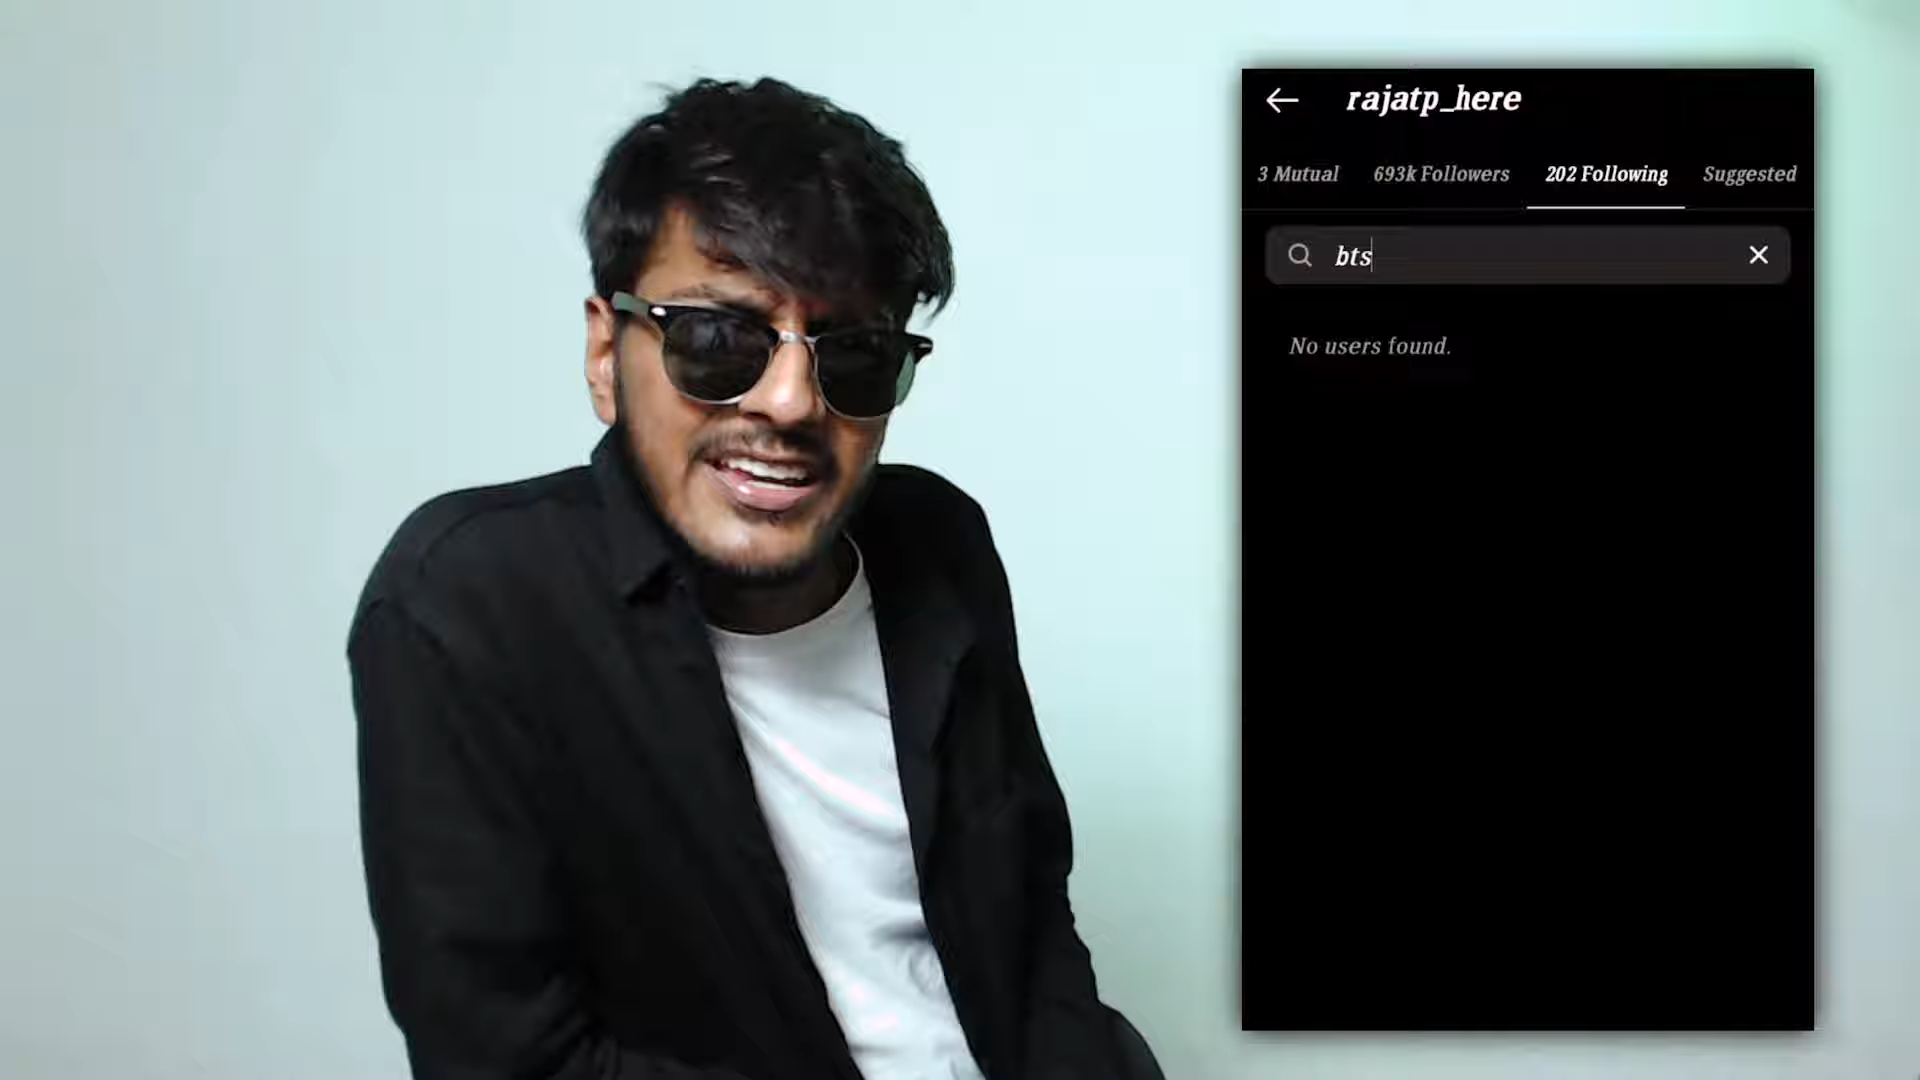 rajatp_here
3 Mutual 693k Followers 202 Following Suggested
bts
No users found.